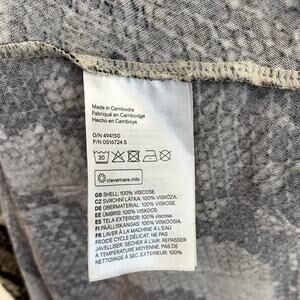 Made in Cambodia
Fabriqué en Cambodge
Hecho en Camboya
O/N 494150
P/N 0516724 S
30
clevercare.info
GB SHELL: 100% VISCOSE.
CZ SVRCHNÍ LÁTKA: 100% VISKÓZA.
DE OBERMATERIAL: 100% VISKOSE.
EE ÜMBRIS: 100% VISKOOS.
ES TELA EXTERIOR: 100% viscosa.
FI PÄÄLLISKANGAS: 100% VISKOOSIA.
FR LAVER À LA MACHINE À L'EAU
FROIDE CYCLE DÉLICAT. NE PAS
JAVELLISER. SÉCHER À L'AIR. REPASSER
À TEMPÉRATURE MOYENNE. PAS DE
NETTOYAGE À SEC. EXTÉRIEUR: 100%